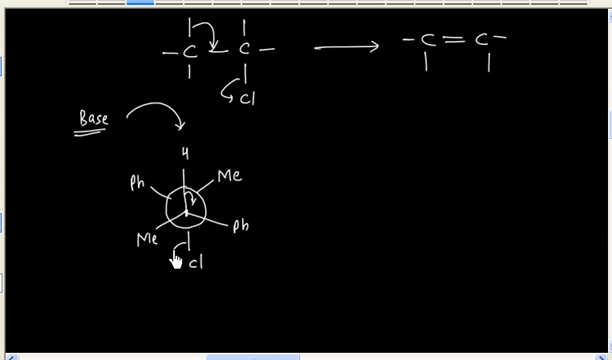 — C — C — ⟶ — C = C —
Cl
Base
H
Ph Me
Me Ph
Cl